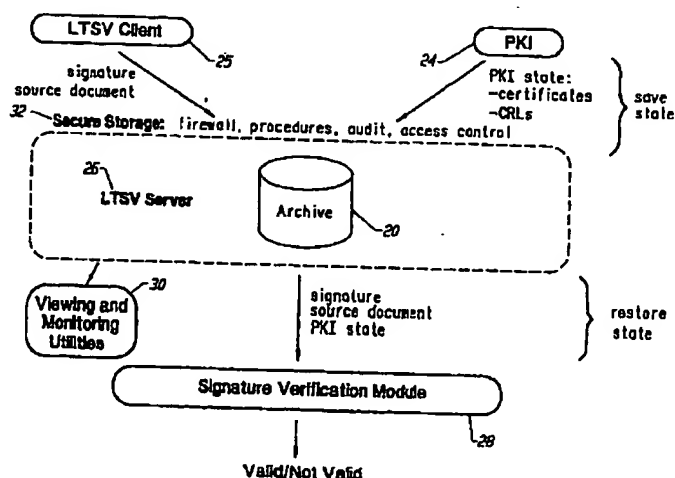 LTSV Client
25
24
PKI
signature
source document
PKI state:
-certificates
-CRLs
save
state
32
Secure Storage: firewall, procedures, audit, access control
26
LTSV Server
Archive
20
30
Viewing and
Monitoring
Utilities
signature
source document
PKI state
restore
state
Signature Verification Module
28
Valid/Not Valid